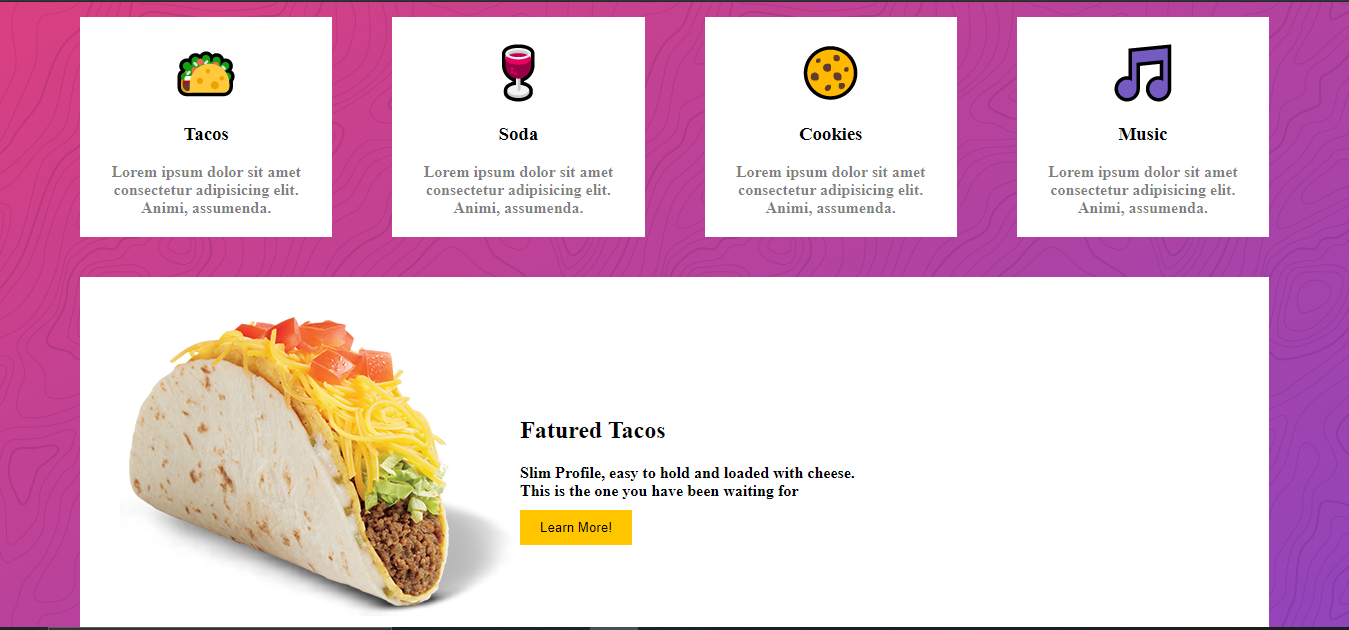 Tacos
Lorem ipsum dolor sit amet
consectetur adipisicing elit.
Animi, assumenda.
Soda
Lorem ipsum dolor sit amet
consectetur adipisicing elit.
Animi, assumenda.
Cookies
Lorem ipsum dolor sit amet
consectetur adipisicing elit.
Animi, assumenda.
Music
Lorem ipsum dolor sit amet
consectetur adipisicing elit.
Animi, assumenda.
Fatured Tacos
Slim Profile, easy to hold and loaded with cheese.
This is the one you have been waiting for
Learn More!